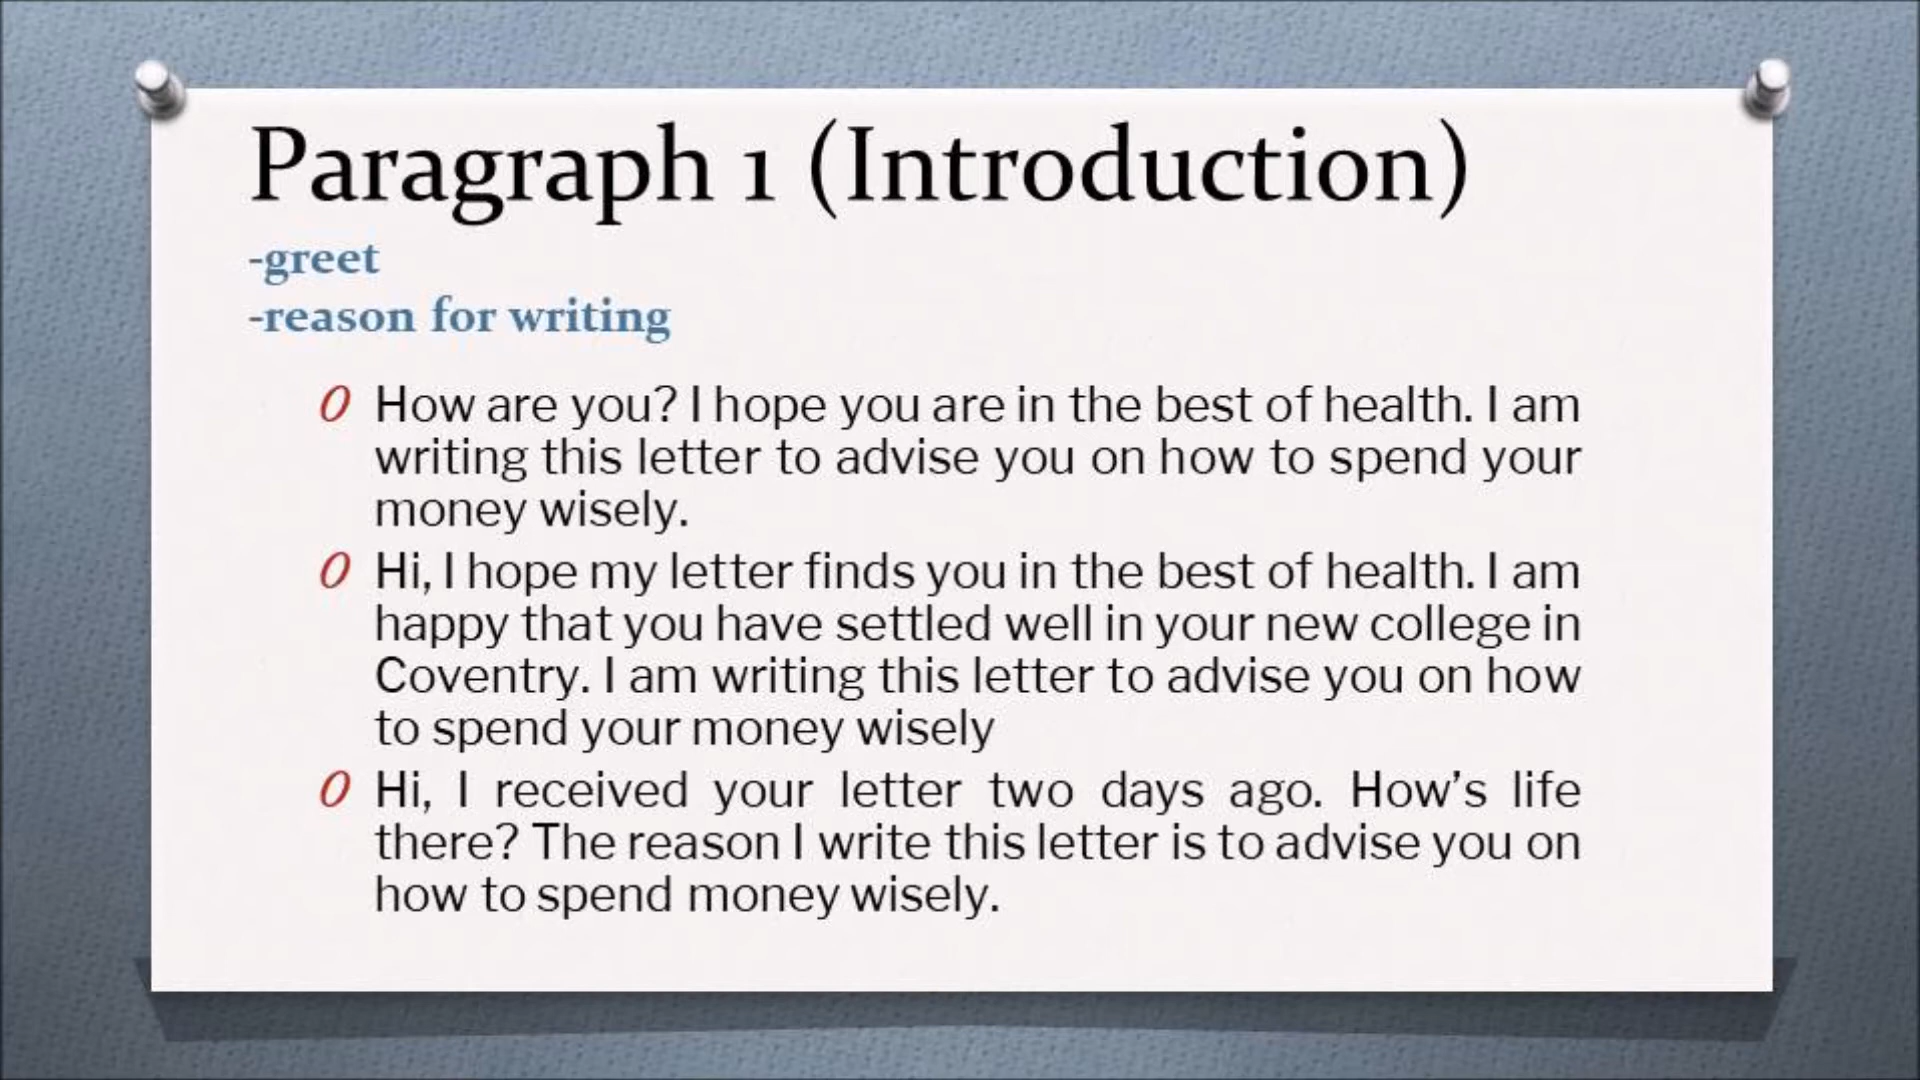 Paragraph 1 (Introduction)
-greet
-reason for writing
O How are you? I hope you are in the best of health. I am
writing this letter to advise you on how to spend your
money wisely.
O Hi, I hope my letter finds you in the best of health. I am
happy that you have settled well in your new college in
Coventry. I am writing this letter to advise you on how
to spend your money wisely
O Hi, I received your letter two days ago. How’s life
there? The reason I write this letter is to advise you on
how to spend money wisely.